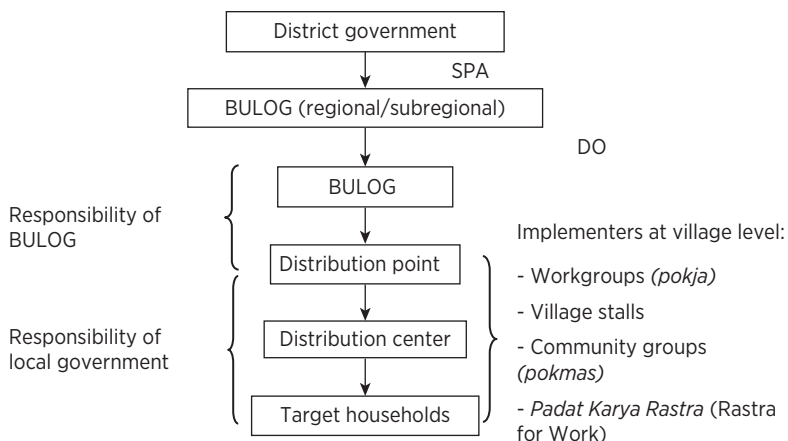 District government
SPA
BULOG (regional/subregional)
DO
BULOG
Responsibility of
BULOG
Distribution point
Responsibility of
local government
Distribution center
Target households
Implementers at village level:
- Workgroups (pokja)
- Village stalls
- Community groups
(pokmas)
- Padat Karya Rastra (Rastra
for Work)